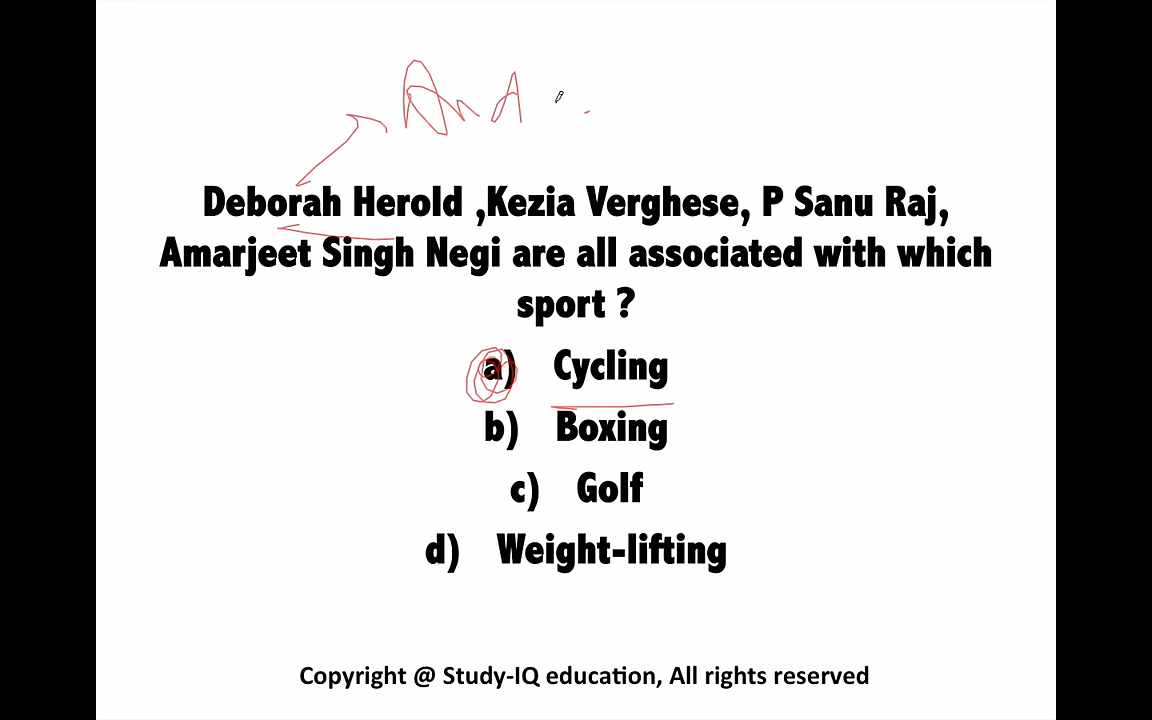 And
Deborah Herold ,Kezia Verghese, P Sanu Raj,
Amarjeet Singh Negi are all associated with which
sport ?
a) Cycling
b) Boxing
c) Golf
d) Weight-lifting
Copyright @ Study-IQ education, All rights reserved